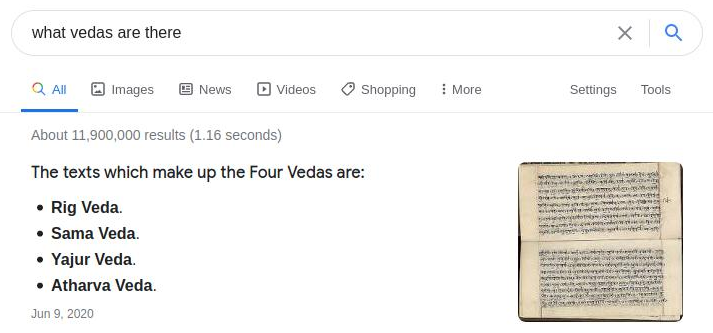 what vedas are there
All Images News Videos Shopping More Settings Tools
About 11,900,000 results (1.16 seconds)
The texts which make up the Four Vedas are:
• Rig Veda.
• Sama Veda.
• Yajur Veda.
• Atharva Veda.
Jun 9, 2020